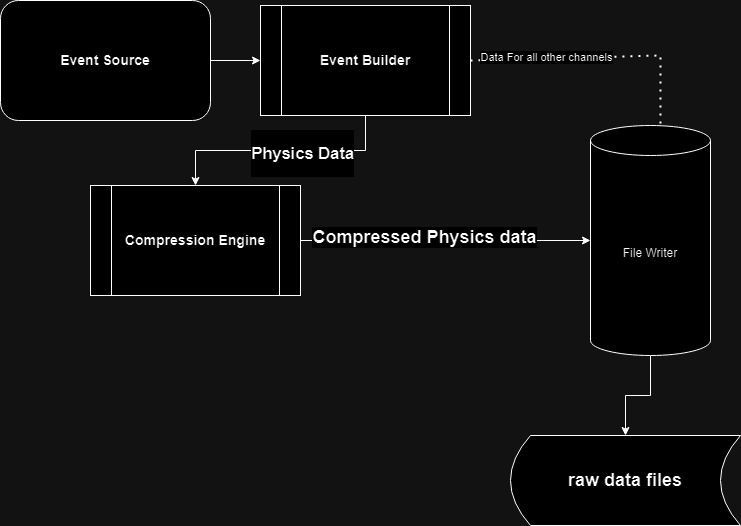 Event Source
Event Builder
Data For all other channels
Physics Data
Compression Engine
Compressed Physics data
File Writer
raw data files